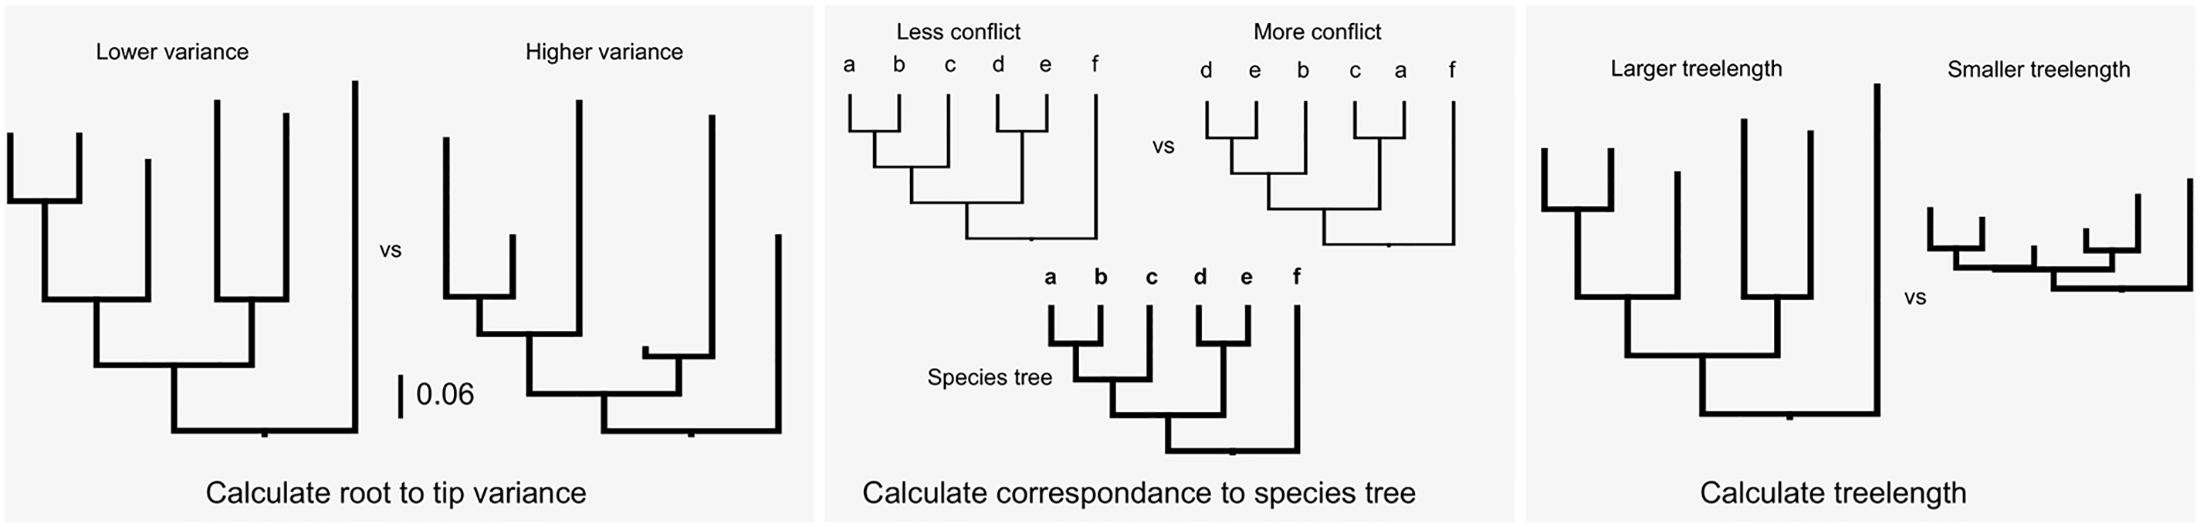 Lower variance
Higher variance
vs
0.06
Calculate root to tip variance
Less conflict
More conflict
a b c d e f
d e b c a f
vs
a b c d e f
Species tree
Calculate correspondance to species tree
Larger treelength
Smaller treelength
vs
Calculate treelength